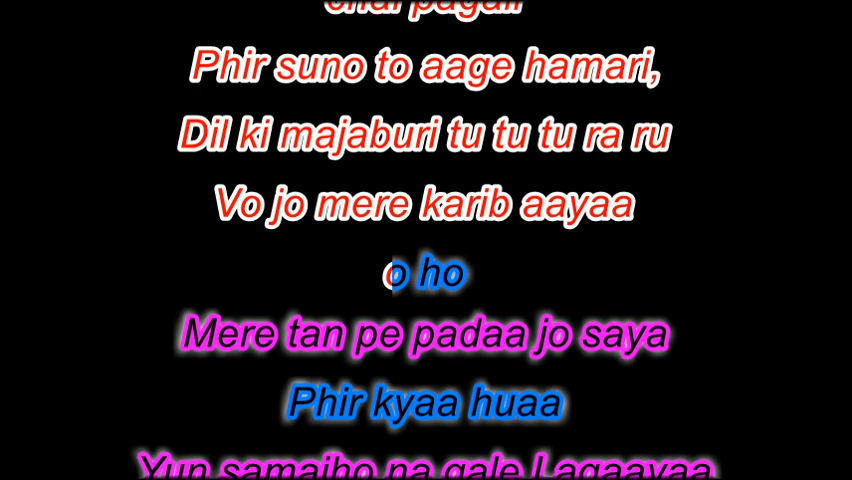 chal pagali
Phir suno to aage hamari,
Dil ki majaburi tu tu tu ra ru
Vo jo mere karib aayaa
o ho
Mere tan pe padaa jo saya
Phir kyaa huaa
Yun samajho na gale Lagaayaa